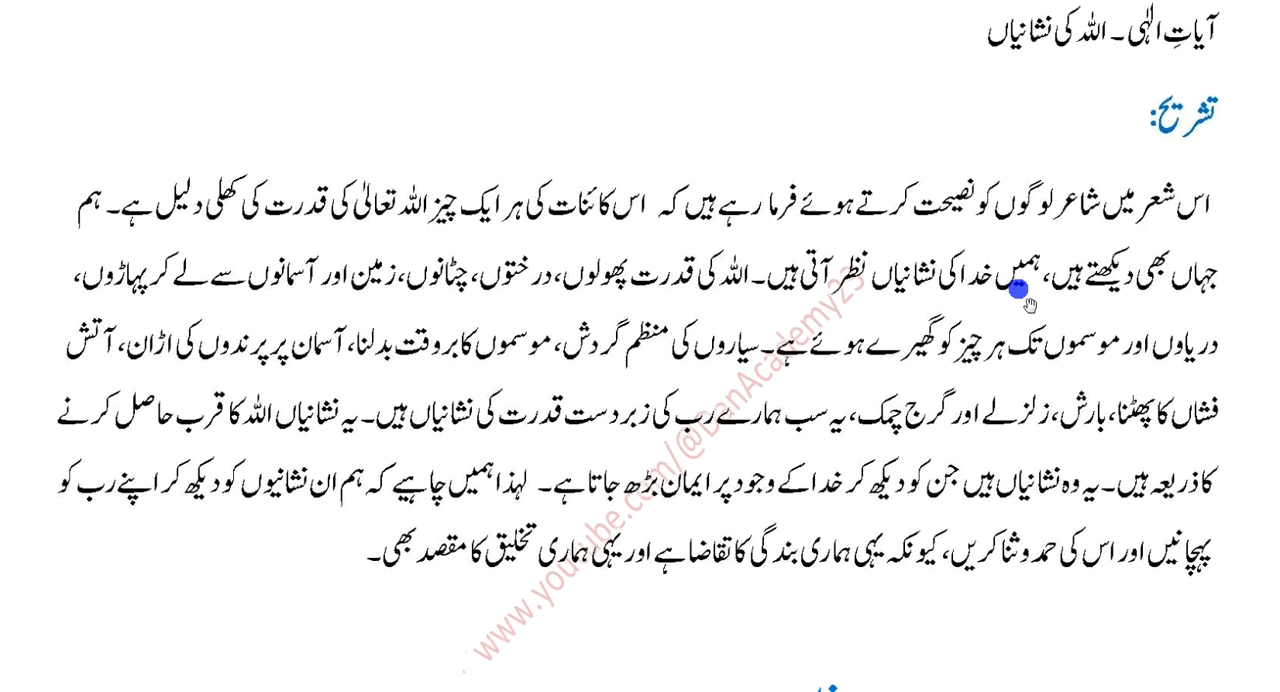 آیاتِ الٰہی ۔ اللہ کی نشانیاں
تشریح:
اس شعر میں شاعر لوگوں کو نصیحت کرتے ہوئے فرما رہے ہیں کہ اس کائنات کی ہر ایک چیز اللہ تعالیٰ کی قدرت کی کھلی دلیل ہے۔ ہم
جہاں بھی دیکھتے ہیں، ہمیں خدا کی نشانیاں نظر آتی ہیں۔ اللہ کی قدرت پھولوں، درختوں، چٹانوں، زمین اور آسمانوں سے لے کر پہاڑوں،
دریاوں اور موسموں تک ہر چیز کو گھیرے ہوئے ہے۔ سیاروں کی منظم گردش، موسموں کا بروقت بدلنا، آسمان پر پرندوں کی اڑان، آتش
فشاں کا پھٹنا، بارش، زلزلے اور گرج چمک، یہ سب ہمارے رب کی زبردست قدرت کی نشانیاں ہیں۔ یہ نشانیاں اللہ کا قرب حاصل کرنے
کا ذریعہ ہیں۔ یہ وہ نشانیاں ہیں جن کو دیکھ کر خدا کے وجود پر ایمان بڑھ جاتا ہے۔ لہذا ہمیں چاہیے کہ ہم ان نشانیوں کو دیکھ کر اپنے رب کو
پہچانیں اور اس کی حمد و ثنا کریں، کیونکہ یہی ہماری بندگی کا تقاضا ہے اور یہی ہماری تخلیق کا مقصد بھی۔
www.youtube.com/@DanAcademy23